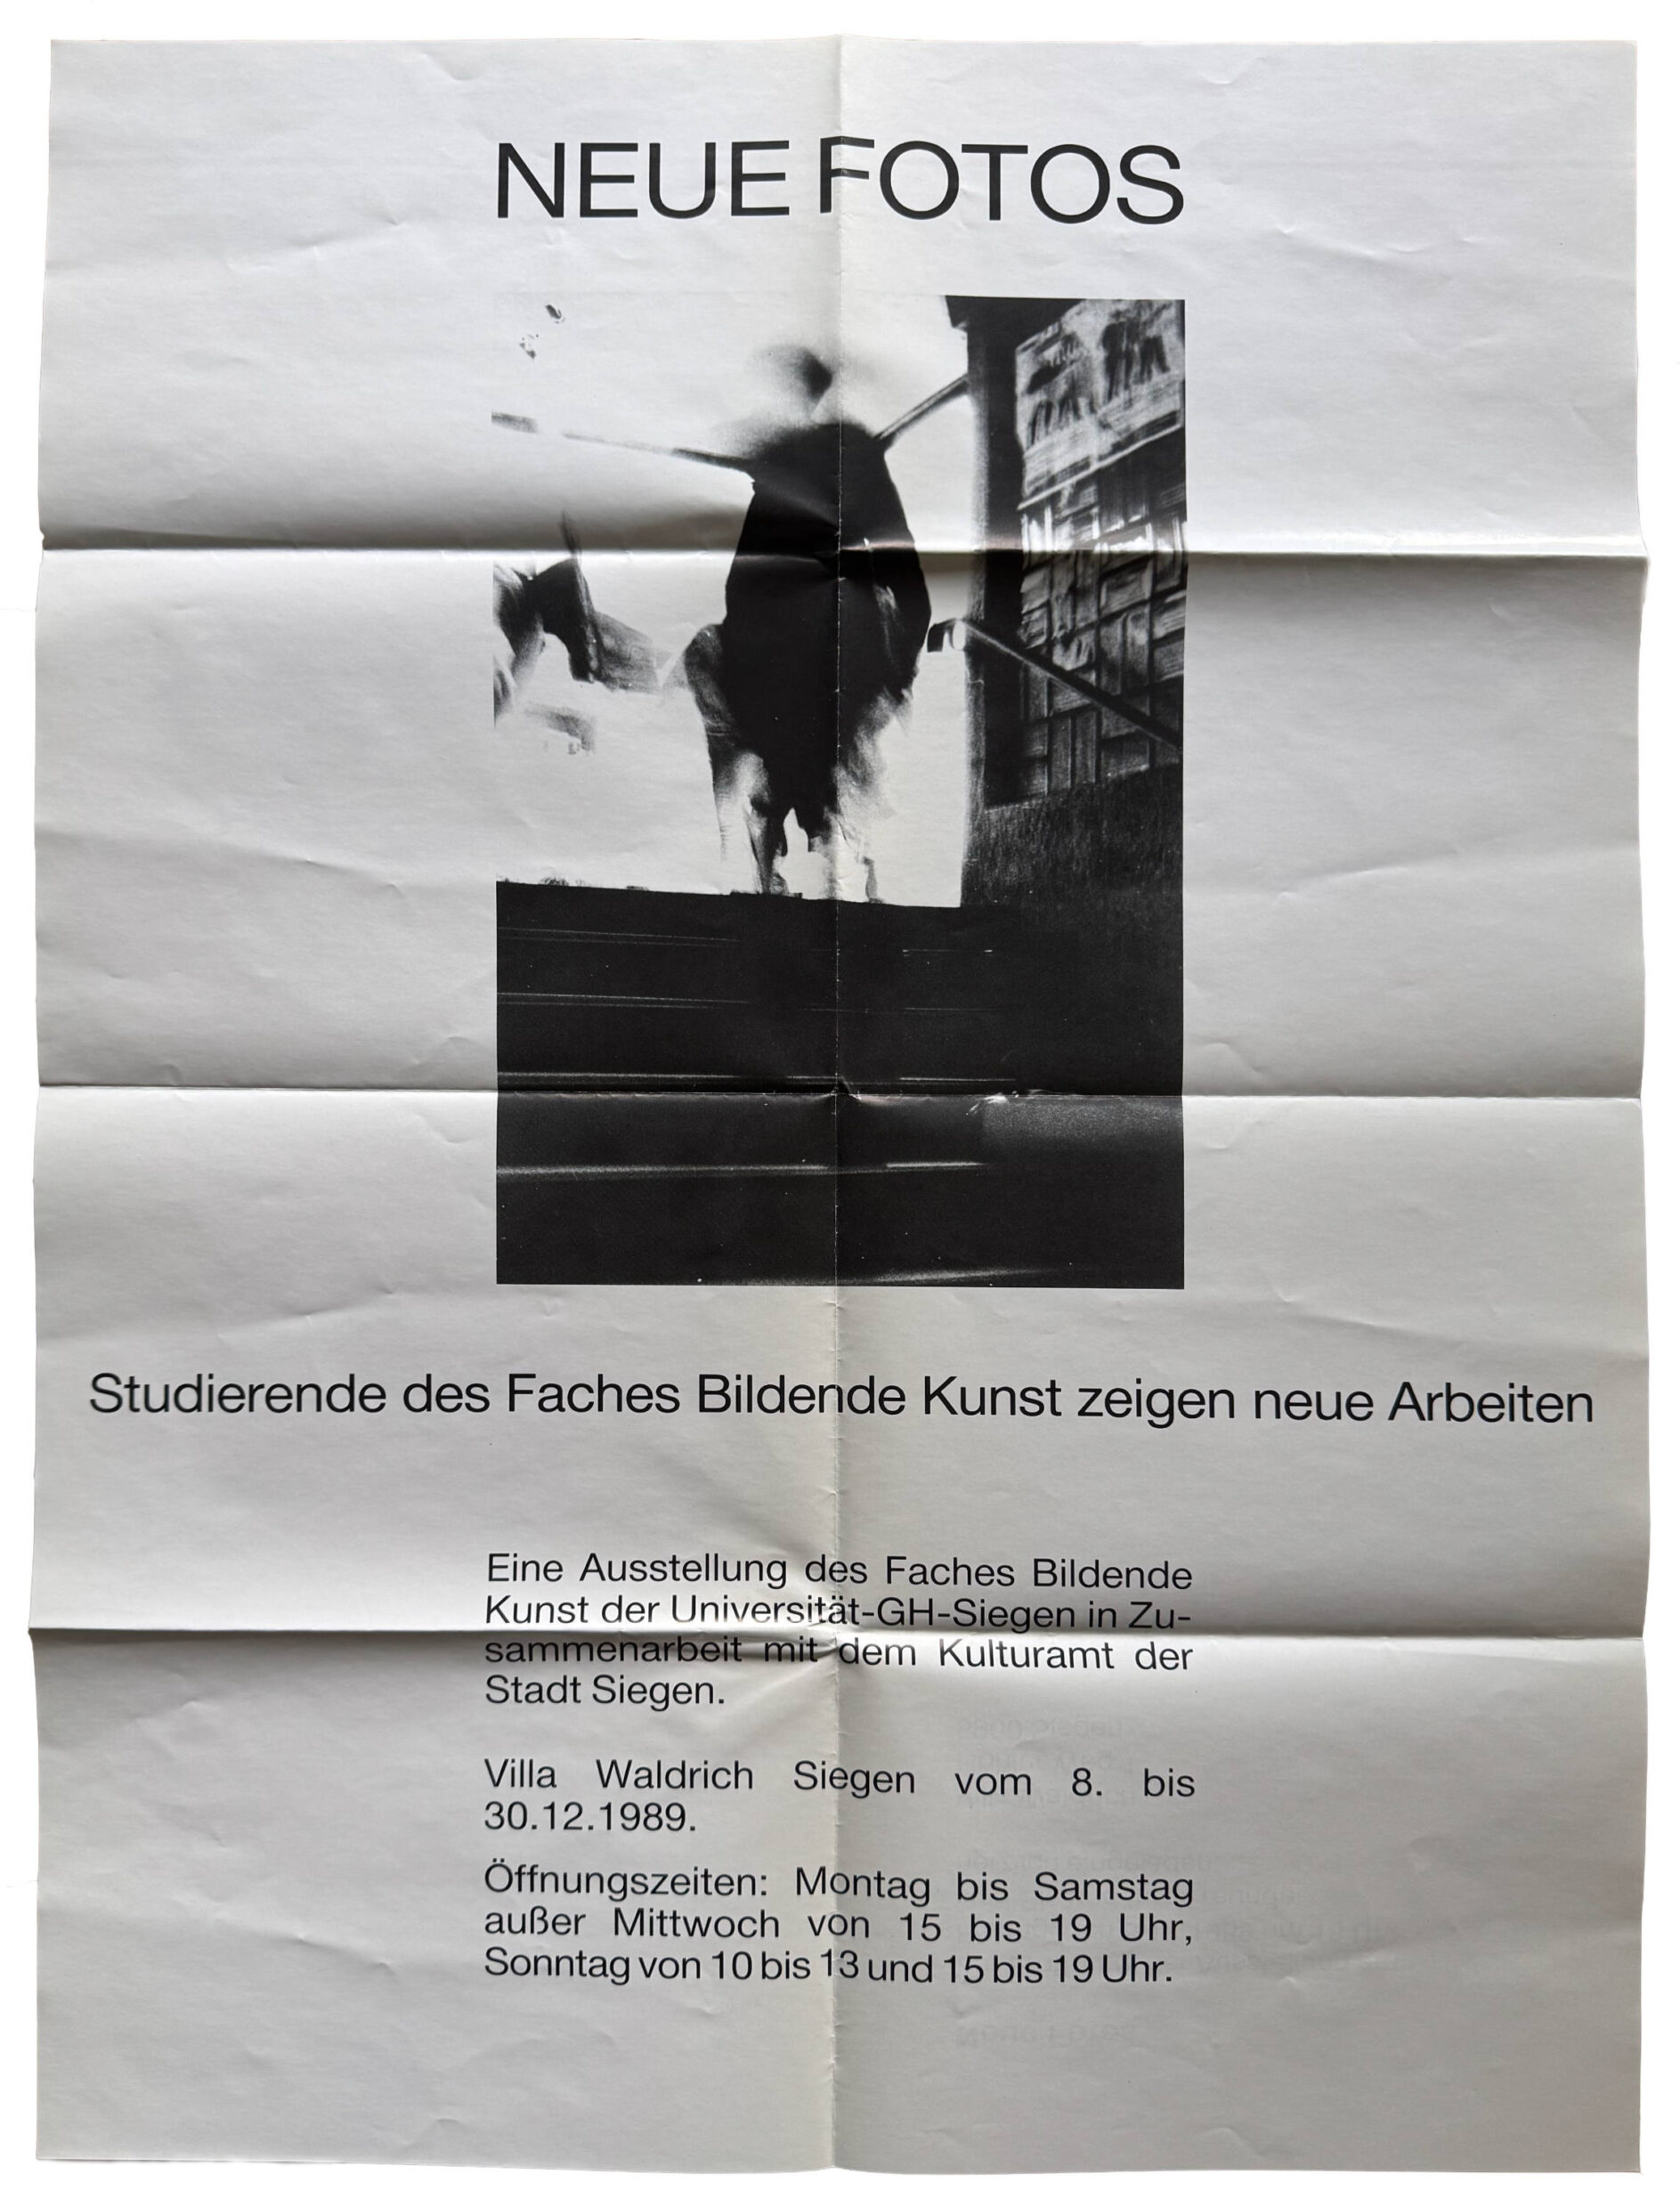 NEUE FOTOS
Studierende des Faches Bildende Kunst zeigen neue Arbeiten
Eine Ausstellung des Faches Bildende
Kunst der Universität-GH-Siegen in Zu-
sammenarbeit mit dem Kulturamt der
Stadt Siegen.
Villa Waldrich Siegen vom 8. bis
30.12.1989.
Öffnungszeiten: Montag bis Samstag
außer Mittwoch von 15 bis 19 Uhr,
Sonntag von 10 bis 13 und 15 bis 19 Uhr.